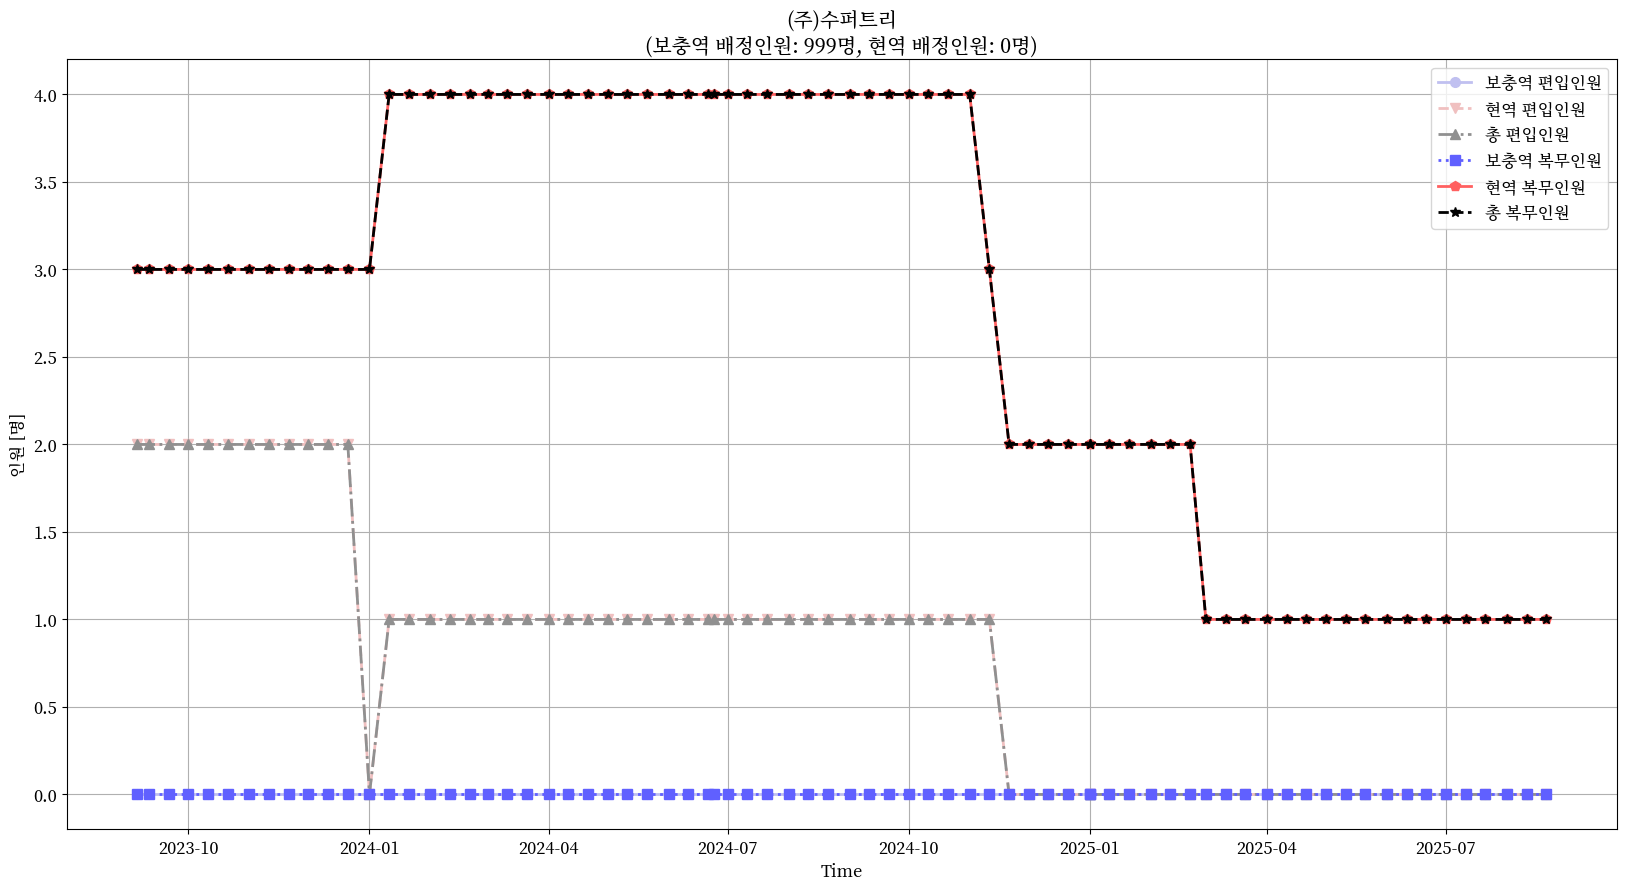 (주)수퍼트리
(보충역 배정인원: 999명, 현역 배정인원: 0명)
보충역 편입인원
현역 편입인원
총 편입인원
보충역 복무인원
현역 복무인원
총 복무인원
인원 [명]
4.0
3.5
3.0
2.5
2.0
1.5
1.0
0.5
0.0
2023-10 2024-01 2024-04 2024-07 2024-10 2025-01 2025-04 2025-07
Time